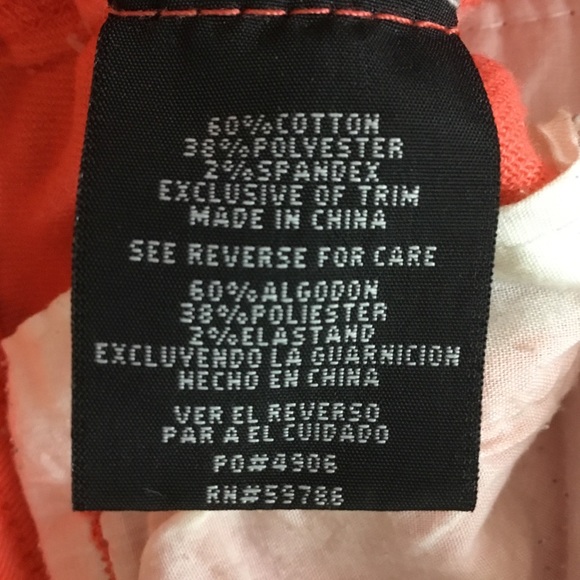 60%COTTON
38%POLYESTER
2%SPANDEX
EXCLUSIVE OF TRIM
MADE IN CHINA
SEE REVERSE FOR CARE
60%ALGODON
38%POLIESTER
2%ELASTAND
EXCLUYENDO LA GUARNICION
HECHO EN CHINA
VER EL REVERSO
PAR A EL CUIDADO
PO#4906
RN#59786